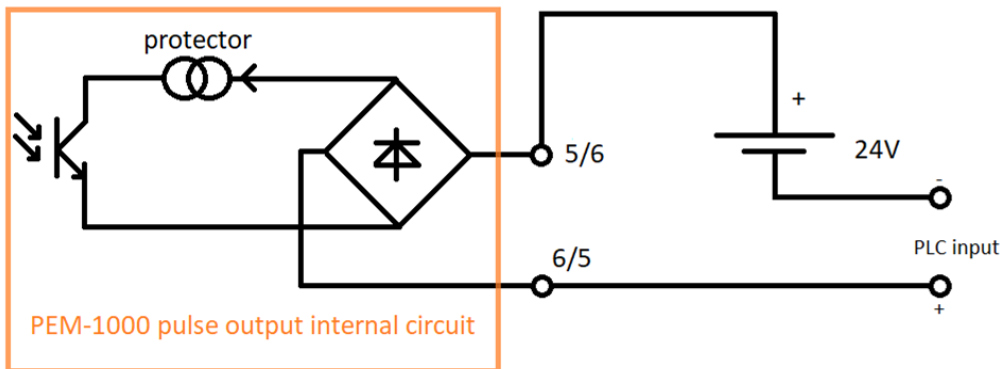 protector
+
5/6
24V
-
6/5
PLC input
+
PEM-1000 pulse output internal circuit